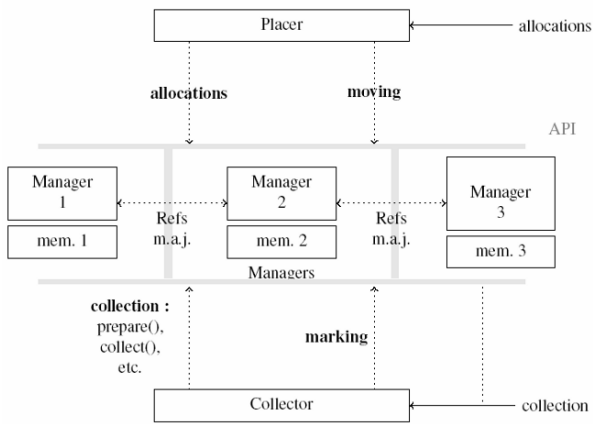 Placer
allocations
allocations
moving
API
Manager
1
Manager
2
Manager
3
Refs
m.a.j.
Refs
m.a.j.
mem. 1
mem. 2
mem. 3
Managers
collection :
prepare(),
collect(),
etc.
marking
Collector
collection